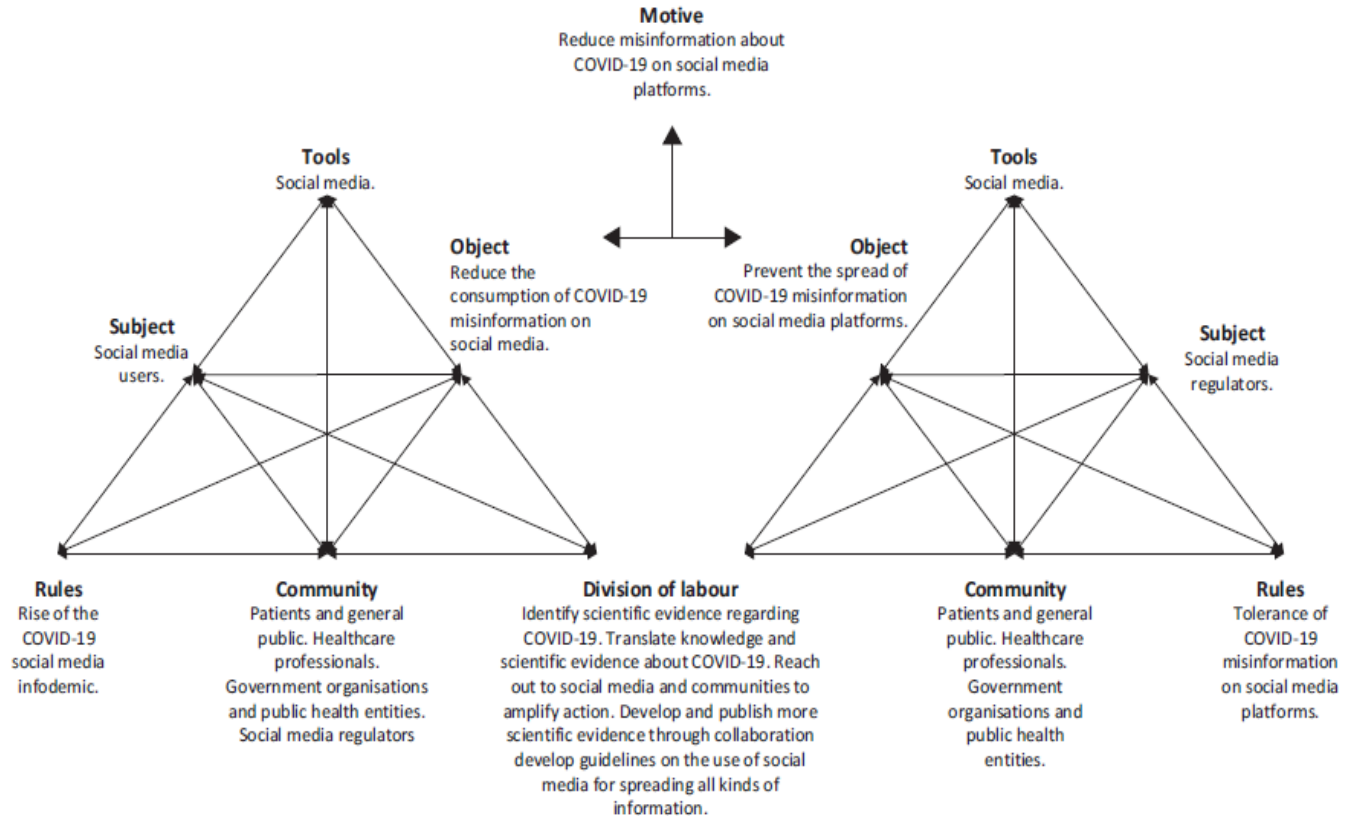 Motive
Reduce misinformation about
COVID-19 on social media
platforms.
Tools
Social media.
Object
Reduce the
consumption of COVID-19
misinformation on
social media.
Subject
Social media
users.
Rules
Rise of the
COVID-19
social media
infodemic.
Community
Patients and general
public. Healthcare
professionals.
Government organisations
and public health entities.
Social media regulators
Division of labour
Identify scientific evidence regarding
COVID-19. Translate knowledge and
scientific evidence about COVID-19. Reach
out to social media and communities to
amplify action. Develop and publish more
scientific evidence through collaboration
develop guidelines on the use of social
media for spreading all kinds of
information.
Tools
Social media.
Object
Prevent the spread of
COVID-19 misinformation
on social media platforms.
Subject
Social media
regulators.
Community
Patients and general
public. Healthcare
professionals.
Government
organisations and
public health
entities.
Rules
Tolerance of
COVID-19
misinformation
on social media
platforms.